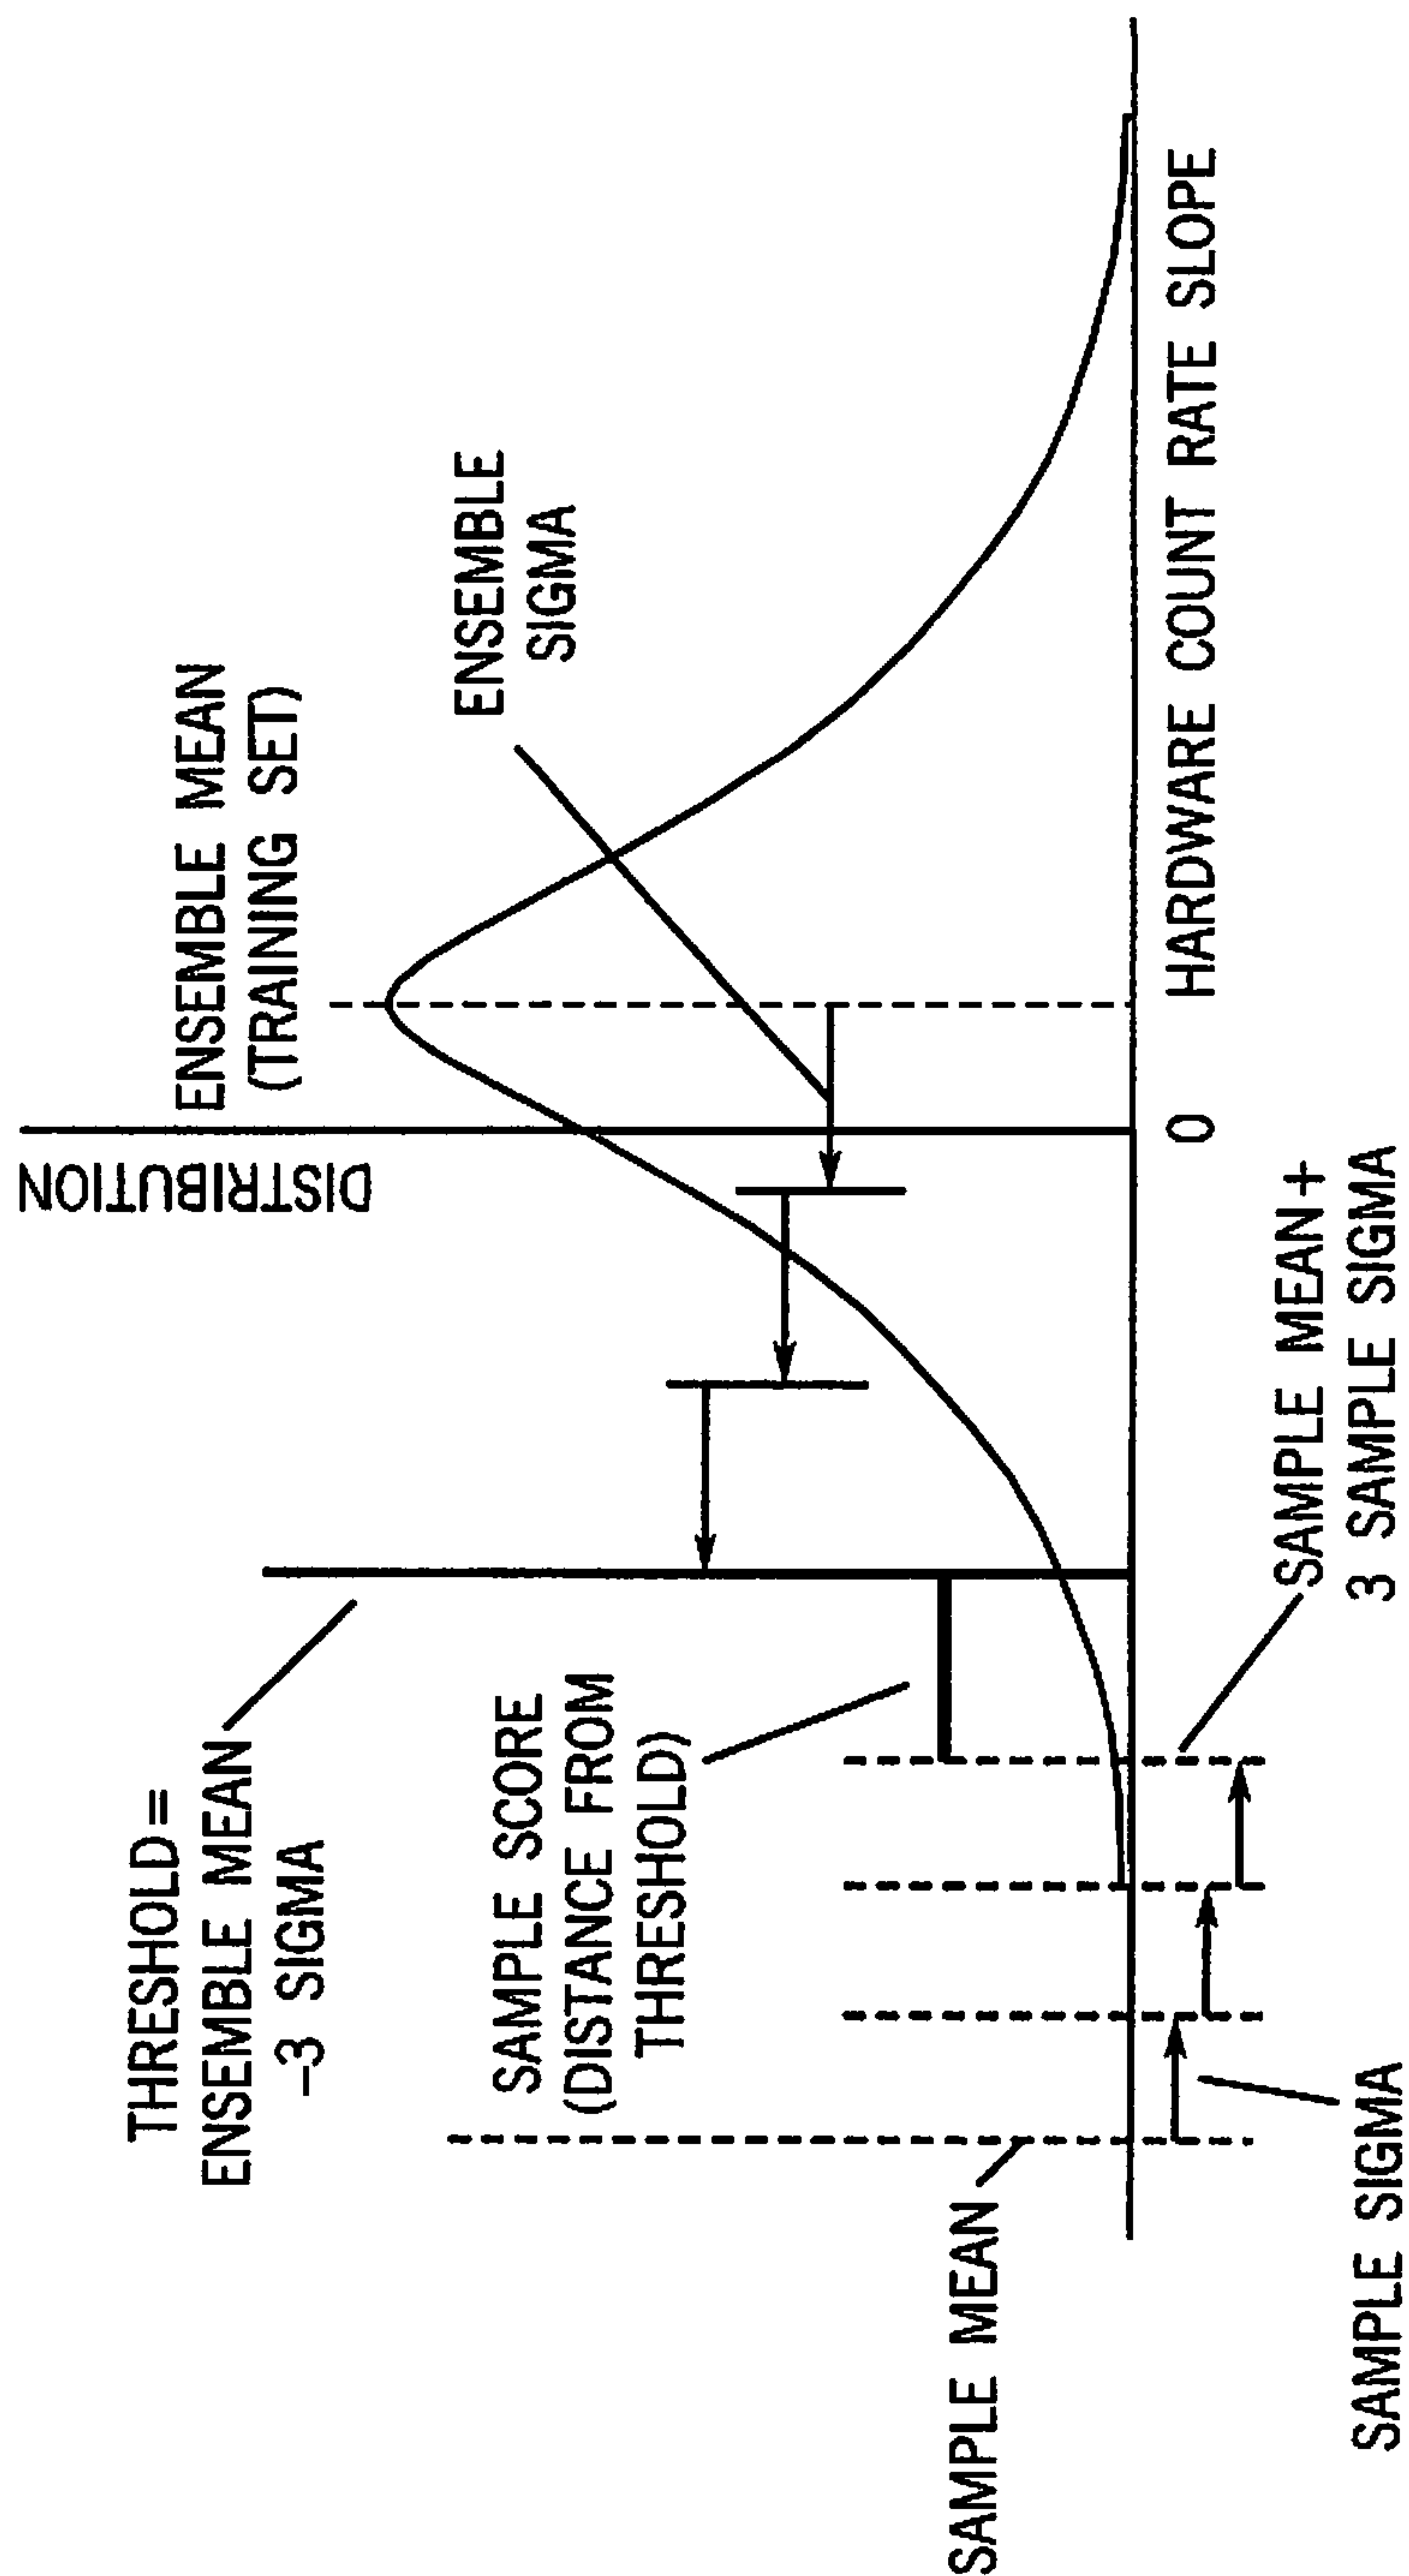 DISTRIBUTION
ENSEMBLE MEAN
(TRAINING SET)
THRESHOLD=
ENSEMBLE MEAN
-3 SIGMA
ENSEMBLE
SIGMA
SAMPLE SCORE
(DISTANCE FROM
THRESHOLD)
SAMPLE MEAN
0
HARDWARE COUNT RATE SLOPE
SAMPLE MEAN+
3 SAMPLE SIGMA
SAMPLE SIGMA